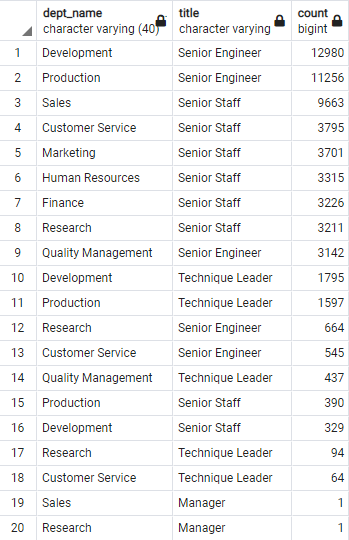 dept_name title count
character varying (40) character varying bigint
1 Development Senior Engineer 12980
2 Production Senior Engineer 11256
3 Sales Senior Staff 9663
4 Customer Service Senior Staff 3795
5 Marketing Senior Staff 3701
6 Human Resources Senior Staff 3315
7 Finance Senior Staff 3226
8 Research Senior Staff 3211
9 Quality Management Senior Engineer 3142
10 Development Technique Leader 1795
11 Production Technique Leader 1597
12 Research Senior Engineer 664
13 Customer Service Senior Engineer 545
14 Quality Management Technique Leader 437
15 Production Senior Staff 390
16 Development Senior Staff 329
17 Research Technique Leader 94
18 Customer Service Technique Leader 64
19 Sales Manager 1
20 Research Manager 1